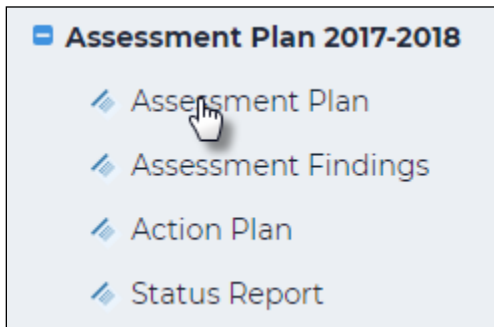 Assessment Plan 2017-2018
Assessment Plan
Assessment Findings
Action Plan
Status Report